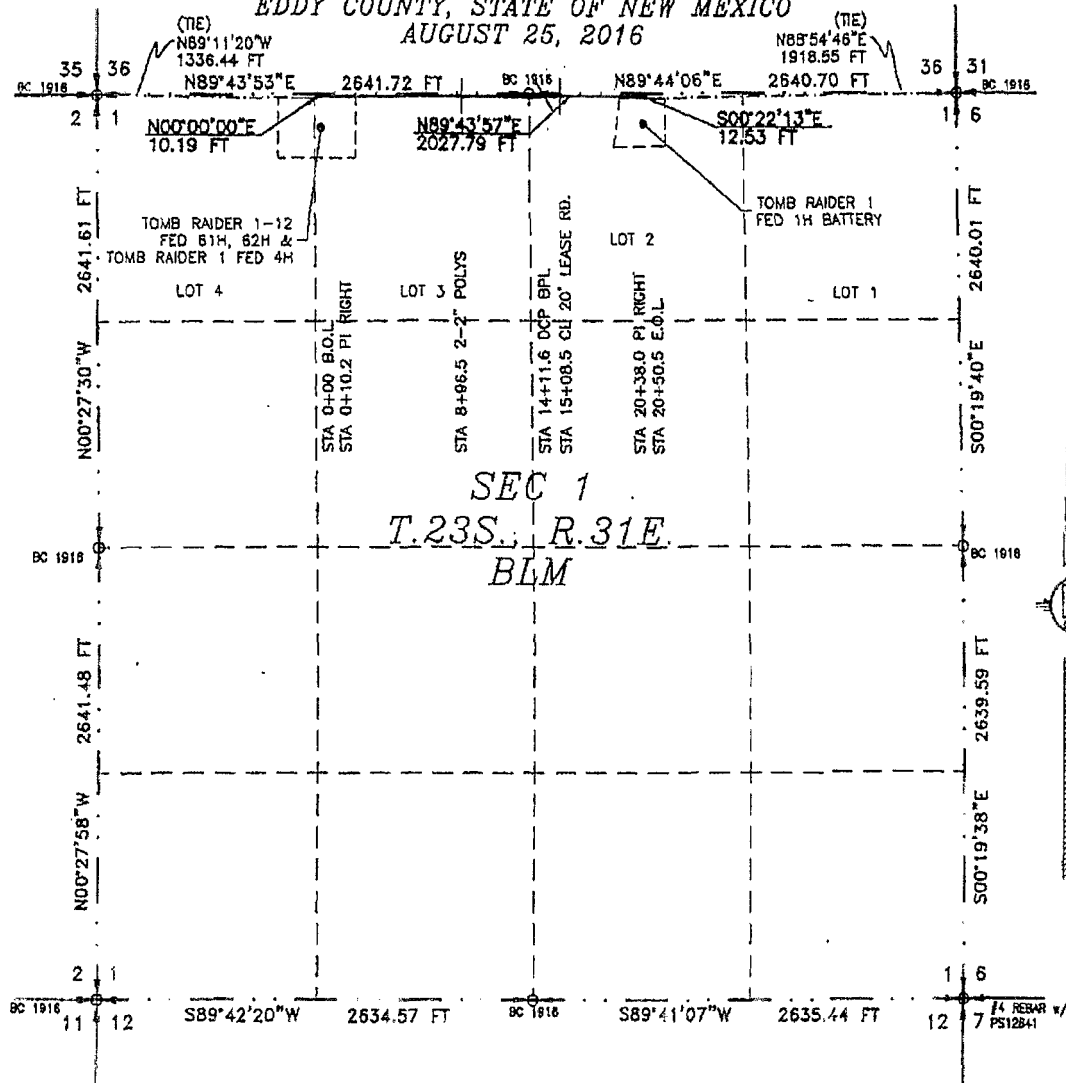 EDDY COUNTY, STATE OF NEW MEXICO
AUGUST 25, 2016
(TIE)
N89°11'20"W
1336.44 FT
(TIE)
N88°54'46"E
1918.55 FT
35 36
BC 1916
N89°43'53"E 2641.72 FT
BC 1916
N89°44'06"E 2640.70 FT
36 31
BC 1916
2 1
1 6
N00°00'00"E
10.19 FT
N89°43'57"E
2027.79 FT
S00°22'13"E
12.53 FT
TOMB RAIDER 1-12
FED 61H, 62H &
TOMB RAIDER 1 FED 4H
TOMB RAIDER 1
FED 1H BATTERY
LOT 4
LOT 3
LOT 2
LOT 1
N00°27'30"W 2641.61 FT
STA 0+00 B.O.L.
STA 0+10.2 PI RIGHT
STA 8+96.5 2-2" POLYS
STA 14+11.6 DCP BPL
STA 15+08.5 CL 20' LEASE RD.
STA 20+38.0 PI RIGHT
STA 20+50.5 E.O.L.
S00°19'40"E 2640.01 FT
SEC 1
T.23S., R.31E.
BLM
BC 1916
BC 1916
N00°27'58"W 2641.48 FT
S00°19'38"E 2639.59 FT
2 1
BC 1916
11 12
S89°42'20"W 2634.57 FT
BC 1916
S89°41'07"W 2635.44 FT
1 6
12 7
#4 REBAR W/
PS12641